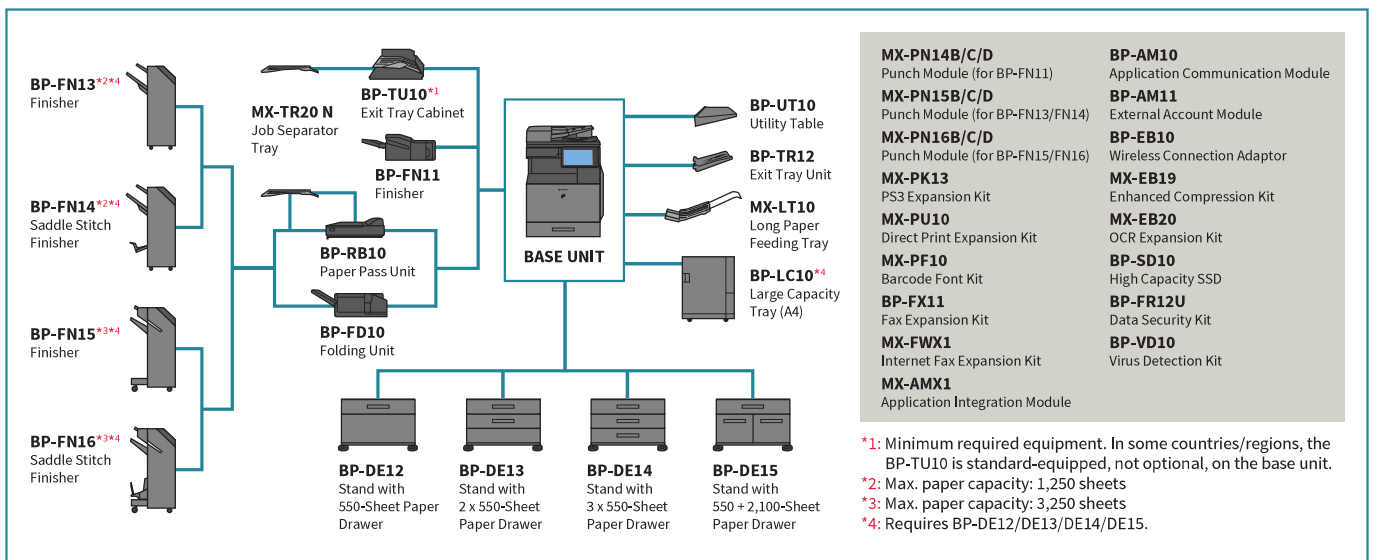 BP-FN13*2*4
Finisher
BP-FN14*2*4
Saddle Stitch
Finisher
BP-FN15*3*4
Finisher
BP-FN16*3*4
Saddle Stitch
Finisher
MX-TR20 N
Job Separator
Tray
BP-TU10*1
Exit Tray Cabinet
BP-FN11
Finisher
BP-RB10
Paper Pass Unit
BP-FD10
Folding Unit
BASE UNIT
BP-UT10
Utility Table
BP-TR12
Exit Tray Unit
MX-LT10
Long Paper
Feeding Tray
BP-LC10*4
Large Capacity
Tray (A4)
BP-DE12
Stand with
550-Sheet Paper
Drawer
BP-DE13
Stand with
2 x 550-Sheet
Paper Drawer
BP-DE14
Stand with
3 x 550-Sheet
Paper Drawer
BP-DE15
Stand with
550 + 2,100-Sheet
Paper Drawer
MX-PN14B/C/D
Punch Module (for BP-FN11)
MX-PN15B/C/D
Punch Module (for BP-FN13/FN14)
MX-PN16B/C/D
Punch Module (for BP-FN15/FN16)
MX-PK13
PS3 Expansion Kit
MX-PU10
Direct Print Expansion Kit
MX-PF10
Barcode Font Kit
BP-FX11
Fax Expansion Kit
MX-FWX1
Internet Fax Expansion Kit
MX-AMX1
Application Integration Module
BP-AM10
Application Communication Module
BP-AM11
External Account Module
BP-EB10
Wireless Connection Adaptor
MX-EB19
Enhanced Compression Kit
MX-EB20
OCR Expansion Kit
BP-SD10
High Capacity SSD
BP-FR12U
Data Security Kit
BP-VD10
Virus Detection Kit
*1: Minimum required equipment. In some countries/regions, the
BP-TU10 is standard-equipped, not optional, on the base unit.
*2: Max. paper capacity: 1,250 sheets
*3: Max. paper capacity: 3,250 sheets
*4: Requires BP-DE12/DE13/DE14/DE15.